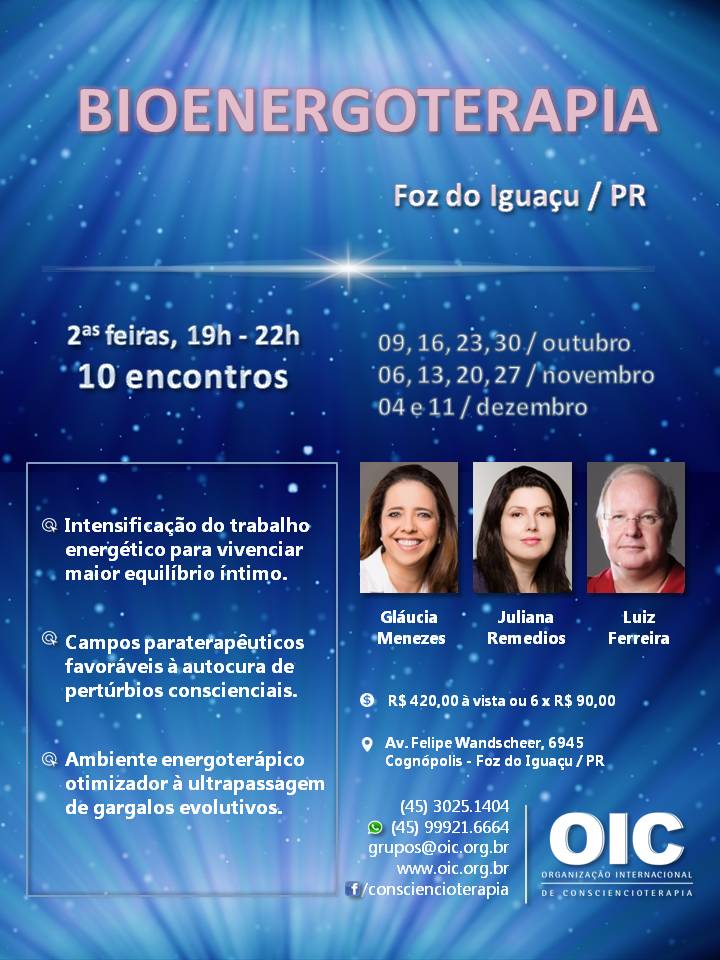 BIOENERGOTERAPIA
Foz do Iguaçu / PR
2as feiras, 19h - 22h
10 encontros
09, 16, 23, 30 / outubro
06, 13, 20, 27 / novembro
04 e 11 / dezembro
Intensificação do trabalho
energético para vivenciar
maior equilíbrio íntimo.
Campos paraterapêuticos
favoráveis à autocura de
pertúrbios conscienciais.
Ambiente energoterápico
otimizador à ultrapassagem
de gargalos evolutivos.
Gláucia
Menezes
Juliana
Remedios
Luiz
Ferreira
R$ 420,00 à vista ou 6 x R$ 90,00
Av. Felipe Wandscheer, 6945
Cognópolis - Foz do Iguaçu / PR
(45) 3025.1404
(45) 99921.6664
grupos@oic.org.br
www.oic.org.br
f/consciencioterapia
OIC
ORGANIZAÇÃO INTERNACIONAL
DE CONSCIENCIOTERAPIA